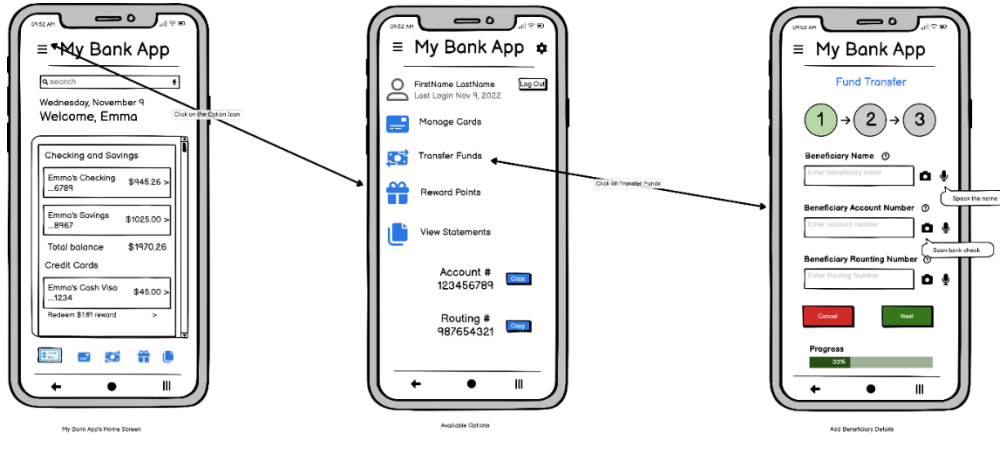 09:52 AM
My Bank App
search
Wednesday, November 9
Welcome, Emma
Checking and Savings
Emma's Checking
...6789
$945.26 >
Emma's Savings
...8967
$1025.00 >
Total balance $1970.26
Credit Cards
Emma's Cash Visa
...1234
$45.00 >
Redeem $1.81 reward >
My Bank App's Home Screen
Click on the Option Icon
09:52 AM
My Bank App
FirstName LastName
Last Login Nov 9, 2022
Log Out
Manage Cards
Transfer Funds
Reward Points
View Statements
Account #
123456789
Copy
Routing #
987654321
Copy
Available Options
Click on Transfer Funds
09:52 AM
My Bank App
Fund Transfer
1 → 2 → 3
Beneficiary Name ?
Enter beneficiary name
Speak the name
Beneficiary Account Number ?
Enter account number
Scan bank check
Beneficiary Rounting Number ?
Enter Routing Number
Cancel
Next
Progress
33%
Add Beneficiary Details